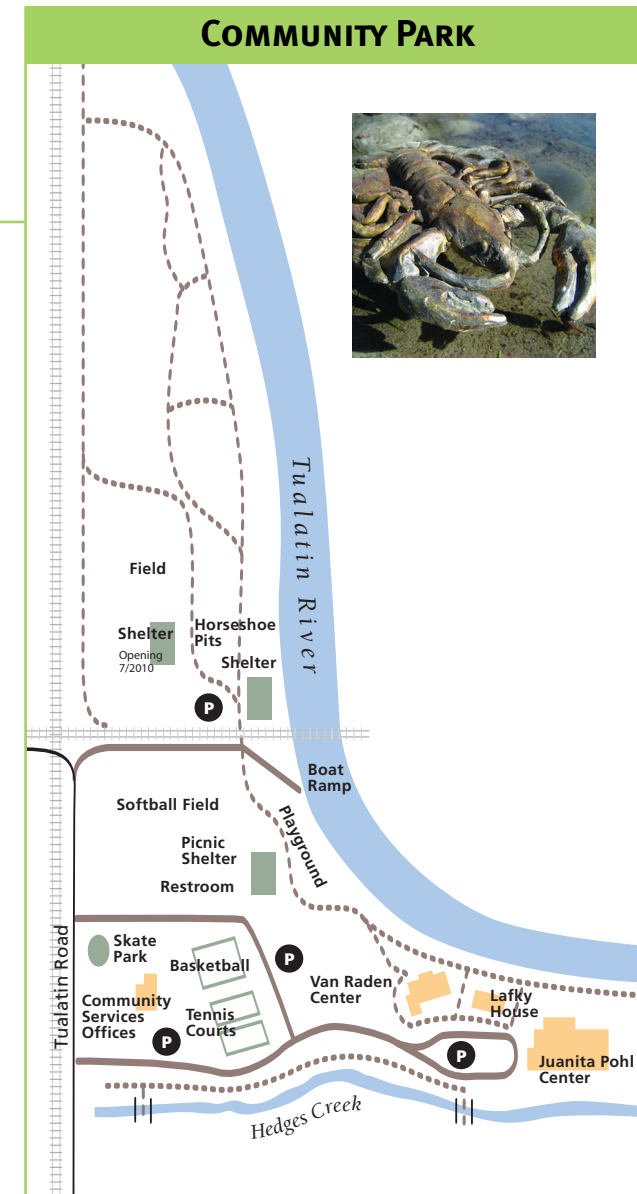 COMMUNITY PARK
Tualatin River
Field
Shelter
Opening
7/2010
Horseshoe
Pits
Shelter
P
Boat
Ramp
Softball Field
Playground
Picnic
Shelter
Restroom
Tualatin Road
Skate
Park
Basketball
P
Van Raden
Center
Lafky
House
Community
Services
Offices
Tennis
Courts
P
P
Juanita Pohl
Center
Hedges Creek